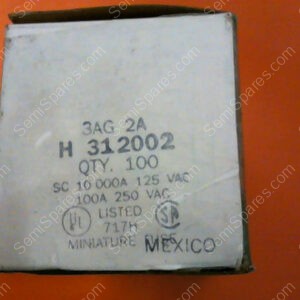 3AG 2A
H 312002
QTY. 100
SC 10 000A 125 VAC
100A 250 VAC
UL LISTED SA
717H
MINIATURE FUSE
MEXICO
SemiSpares.com